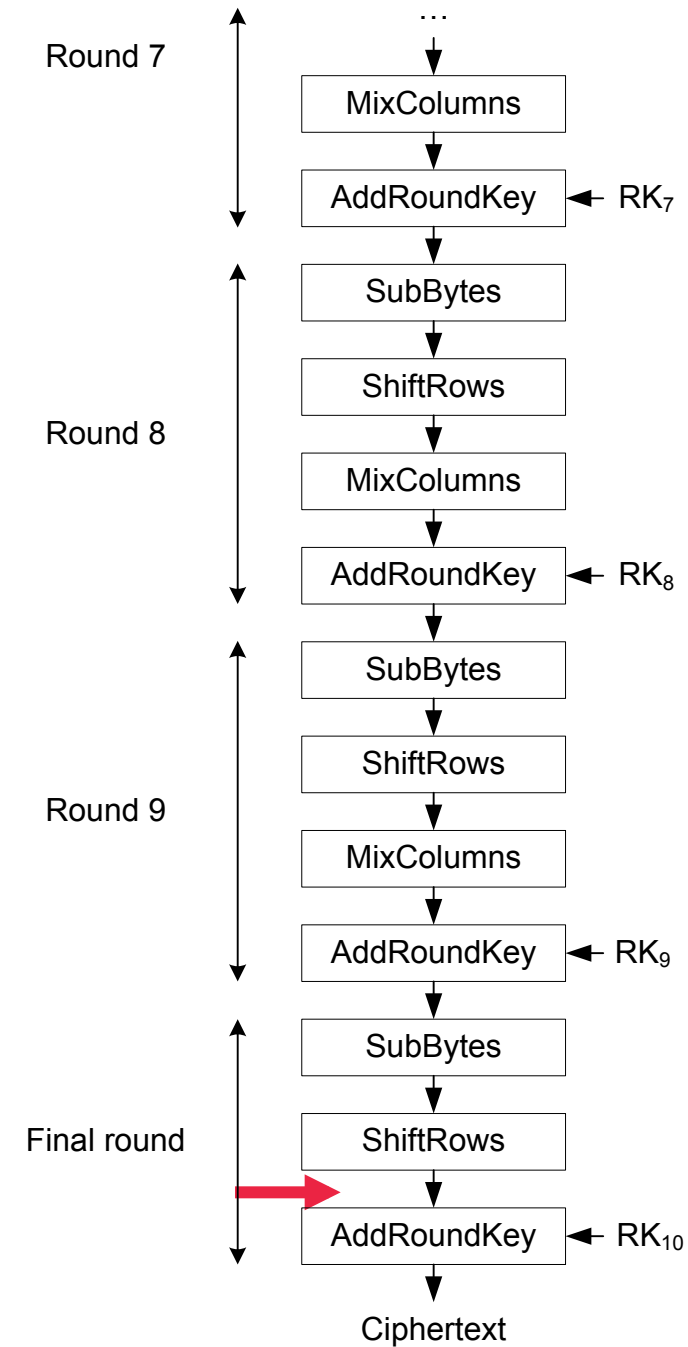 ...
Round 7
MixColumns
AddRoundKey
RK₇
SubBytes
ShiftRows
Round 8
MixColumns
AddRoundKey
RK₈
SubBytes
ShiftRows
Round 9
MixColumns
AddRoundKey
RK₉
SubBytes
Final round
ShiftRows
AddRoundKey
RK₁₀
Ciphertext